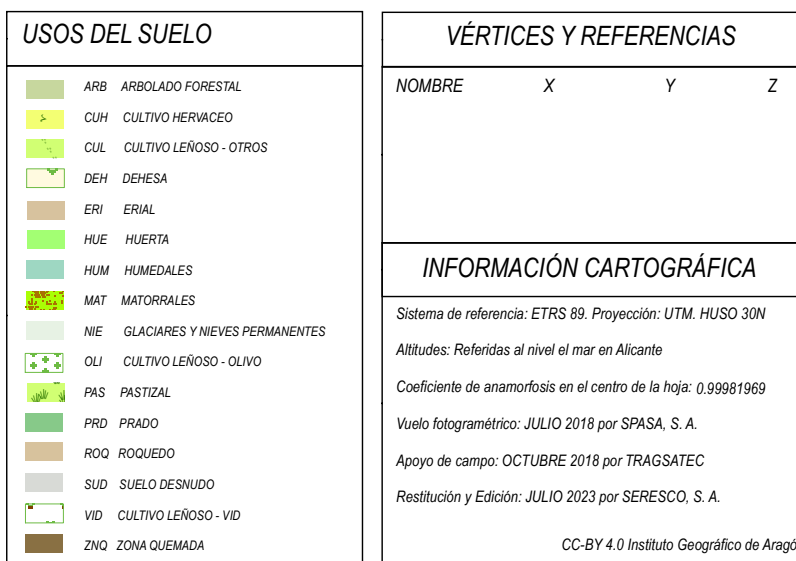 USOS DEL SUELO
ARB ARBOLADO FORESTAL
CUH CULTIVO HERVACEO
CUL CULTIVO LEÑOSO - OTROS
DEH DEHESA
ERI ERIAL
HUE HUERTA
HUM HUMEDALES
MAT MATORRALES
NIE GLACIARES Y NIEVES PERMANENTES
OLI CULTIVO LEÑOSO - OLIVO
PAS PASTIZAL
PRD PRADO
ROQ ROQUEDO
SUD SUELO DESNUDO
VID CULTIVO LEÑOSO - VID
ZNQ ZONA QUEMADA
VÉRTICES Y REFERENCIAS
NOMBRE X Y Z
INFORMACIÓN CARTOGRÁFICA
Sistema de referencia: ETRS 89. Proyección: UTM. HUSO 30N
Altitudes: Referidas al nivel el mar en Alicante
Coeficiente de anamorfosis en el centro de la hoja: 0.99981969
Vuelo fotogramétrico: JULIO 2018 por SPASA, S. A.
Apoyo de campo: OCTUBRE 2018 por TRAGSATEC
Restitución y Edición: JULIO 2023 por SERESCO, S. A.
CC-BY 4.0 Instituto Geográfico de Aragó